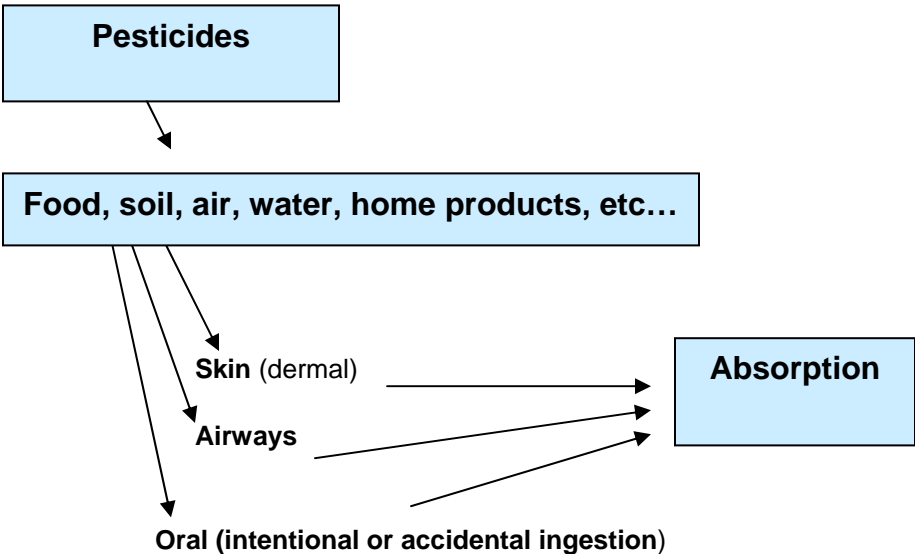 Pesticides
Food, soil, air, water, home products, etc…
Skin (dermal)
Absorption
Airways
Oral (intentional or accidental ingestion)